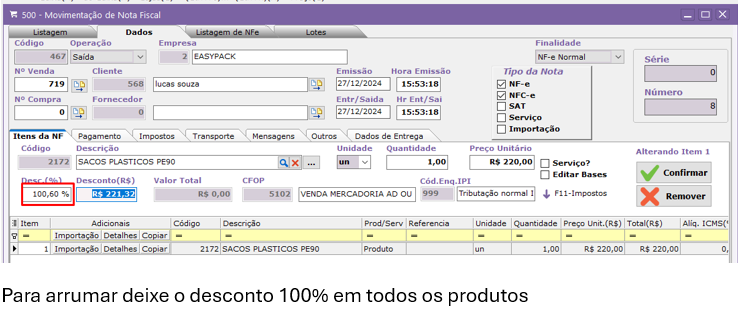 500 - Movimentação de Nota Fiscal
Listagem Dados Listagem de NFe Lotes
Código Operação Empresa Finalidade
467 Saída 2 EASYPACK NF-e Normal
Nº Venda Cliente Emissão Hora Emissão
719 568 lucas souza 27/12/2024 15:53:18
Nº Compra Fornecedor Entr/Saida Hr Ent/Sai
0 0 27/12/2024 15:53:18
Tipo da Nota
NF-e
NFC-e
SAT
Serviço
Importação
Série
0
Número
8
Itens da NF Pagamento Impostos Transporte Mensagens Outros Dados de Entrega
Código Descrição Unidade Quantidade Preço Unitário
2172 SACOS PLASTICOS PE90 ... un 1,00 R$ 220,00
Serviço?
Editar Bases
Alterando Item 1
Confirmar
Remover
Desc.(%) Desconto(R$) Valor Total CFOP Cód.Enq.IPI
100,60 % R$ 221,32 R$ 0,00 5102 VENDA MERCADORIA AD OU 999 Tributação normal I F11-Impostos
Item Adicionais Código Descrição Prod/Serv Referencia Unidade Quantidade Preço Unit.(R$) Total(R$) Alíq. ICMS(%
= Importação Detalhes Copiar = = = = = = = = =
1 Importação Detalhes Copiar 2172 SACOS PLASTICOS PE90 Produto un 1,00 R$ 220,00 R$ 220,00 0,
Para arrumar deixe o desconto 100% em todos os produtos